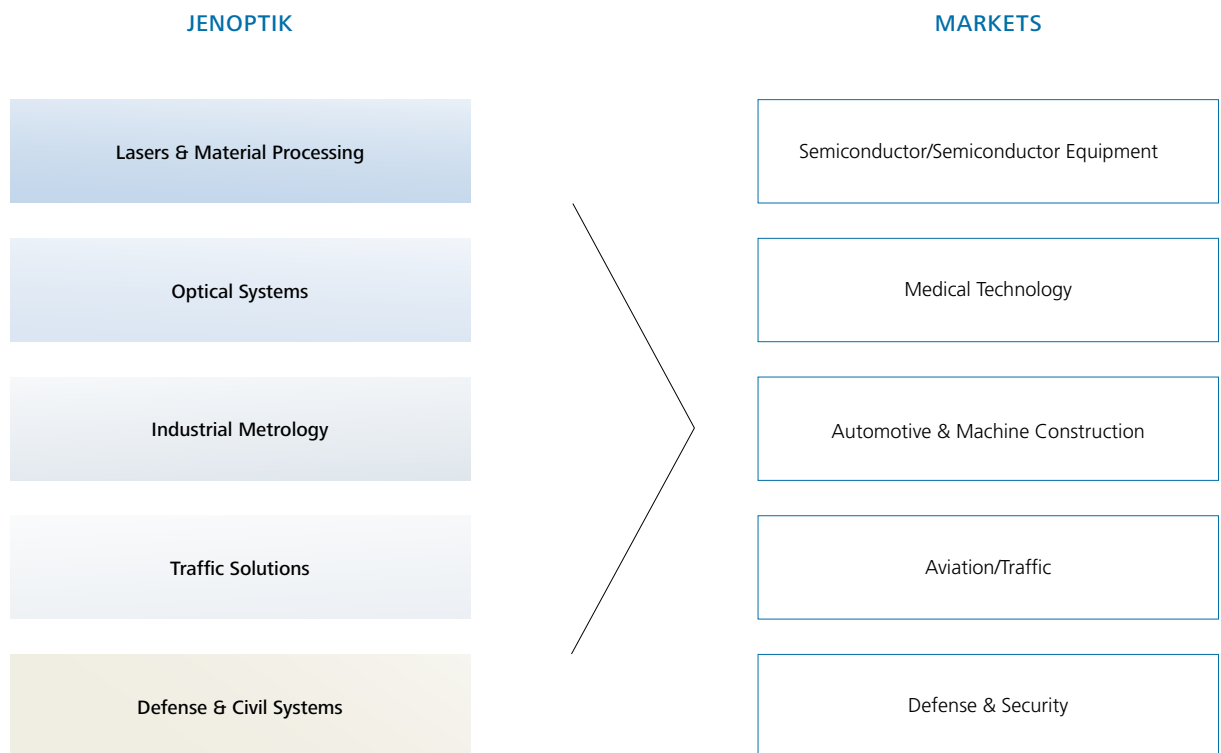 JENOPTIK
MARKETS
Lasers & Material Processing
Semiconductor/Semiconductor Equipment
Optical Systems
Medical Technology
Industrial Metrology
Automotive & Machine Construction
Traffic Solutions
Aviation/Traffic
Defense & Civil Systems
Defense & Security